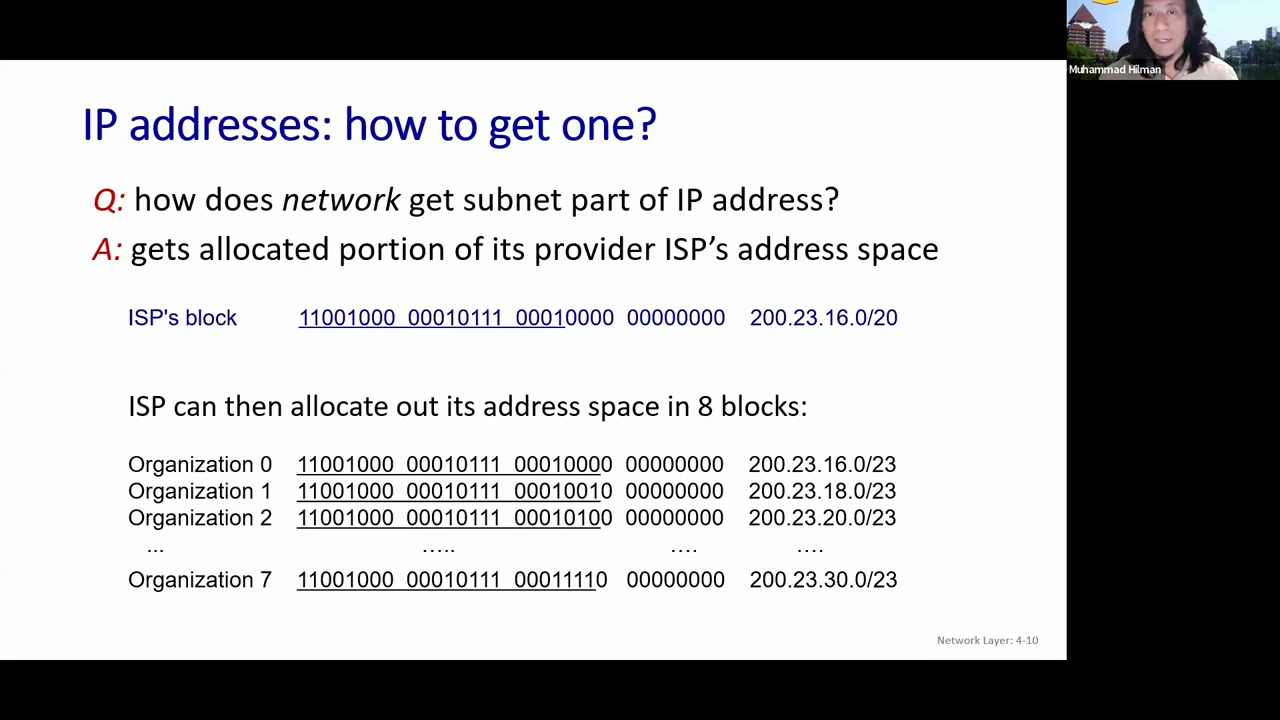 Muhammad Hilman
IP addresses: how to get one?
Q: how does network get subnet part of IP address?
A: gets allocated portion of its provider ISP’s address space
ISP's block 11001000 00010111 00010000 00000000 200.23.16.0/20
ISP can then allocate out its address space in 8 blocks:
Organization 0 11001000 00010111 00010000 00000000 200.23.16.0/23
Organization 1 11001000 00010111 00010010 00000000 200.23.18.0/23
Organization 2 11001000 00010111 00010100 00000000 200.23.20.0/23
... ..... .... ....
Organization 7 11001000 00010111 00011110 00000000 200.23.30.0/23
Network Layer: 4-10